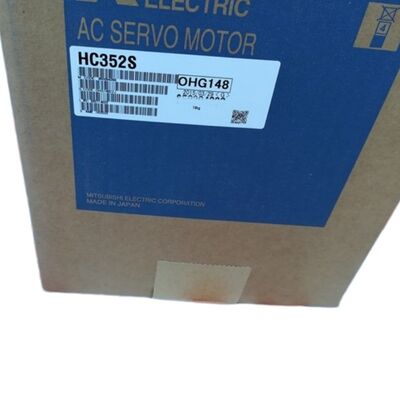 ELECTRIC
AC SERVO MOTOR
HC352S
OHG148
MITSUBISHI ELECTRIC CORPORATION
MADE IN JAPAN